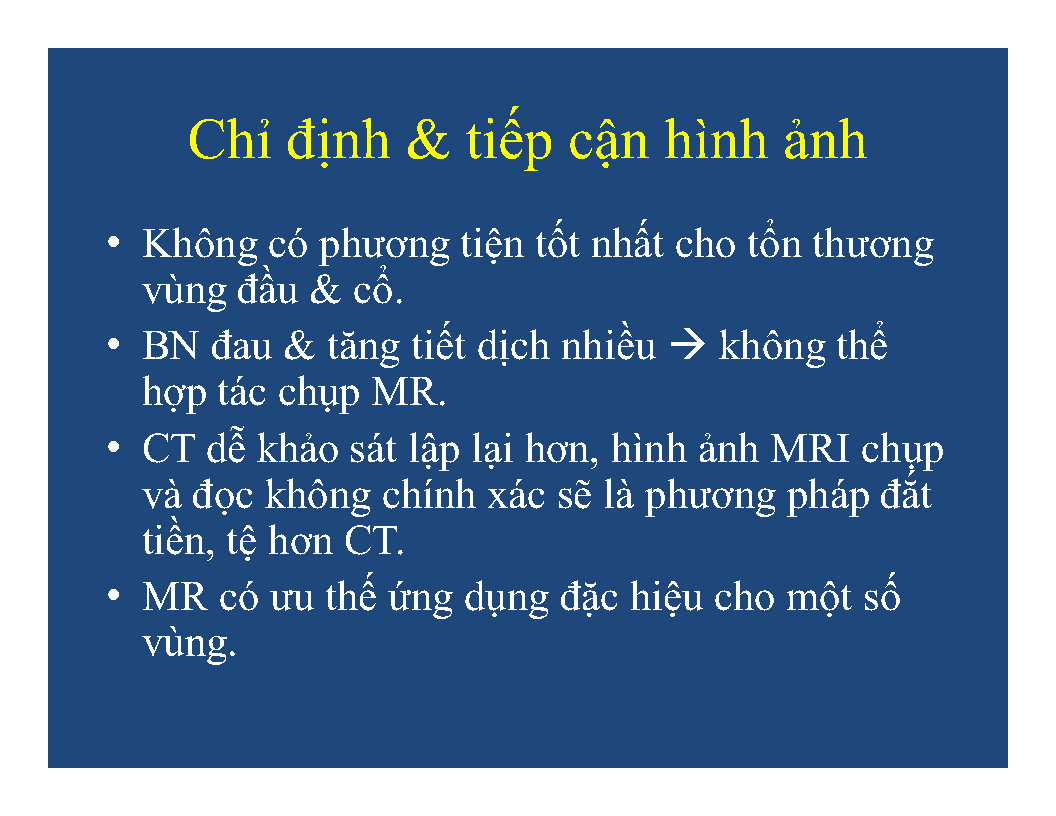 Chỉ định & tiếp cận hình ảnh
• Không có phương tiện tốt nhất cho tổn thương
vùng đầu & cổ.
• BN đau & tăng tiết dịch nhiều → không thể
hợp tác chụp MR.
• CT dễ khảo sát lập lại hơn, hình ảnh MRI chụp
và đọc không chính xác sẽ là phương pháp đắt
tiền, tệ hơn CT.
• MR có ưu thế ứng dụng đặc hiệu cho một số
vùng.